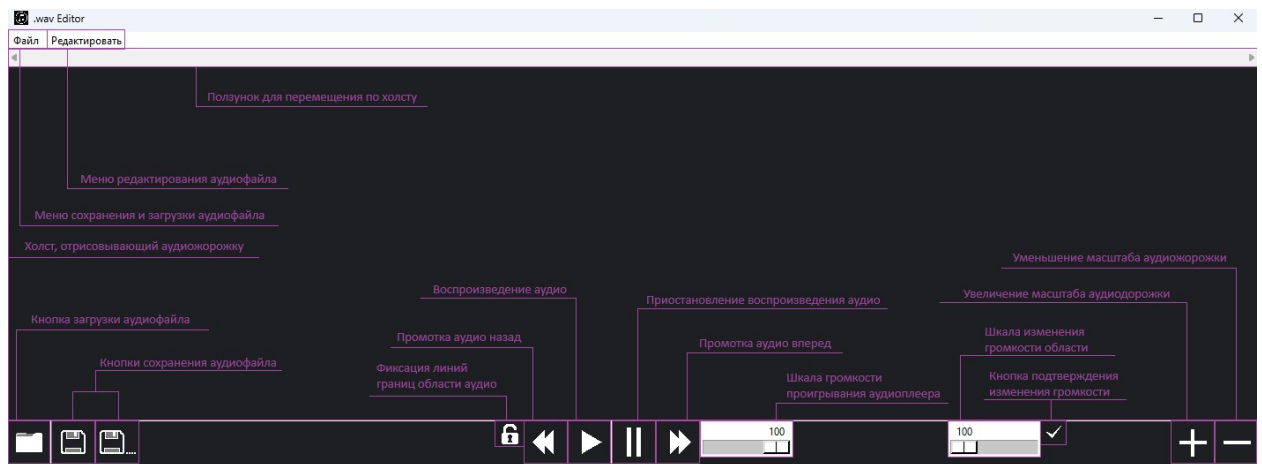 .wav Editor
Файл Редактировать
Ползунок для перемещения по холсту
Меню редактирования аудиофайла
Меню сохранения и загрузки аудиофайла
Холст, отрисовывающий аудиожорожку
Уменьшение масштаба аудиожорожки
Воспроизведение аудио
Приостановление воспроизведения аудио
Увеличение масштаба аудиодорожки
Кнопка загрузки аудиофайла
Промотка аудио назад
Промотка аудио вперед
Шкала изменения
громкости области
Кнопки сохранения аудиофайла
Фиксация линий
границ области аудио
Шкала громкости
проигрывания аудиоплеера
Кнопка подтверждения
изменения громкости
100
100